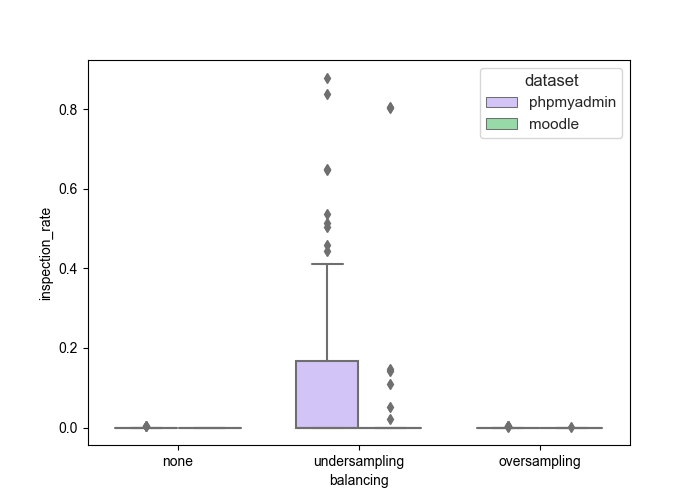 dataset
phpmyadmin
moodle
0.8
0.6
0.4
0.2
0.0
inspection_rate
none
undersampling
oversampling
balancing